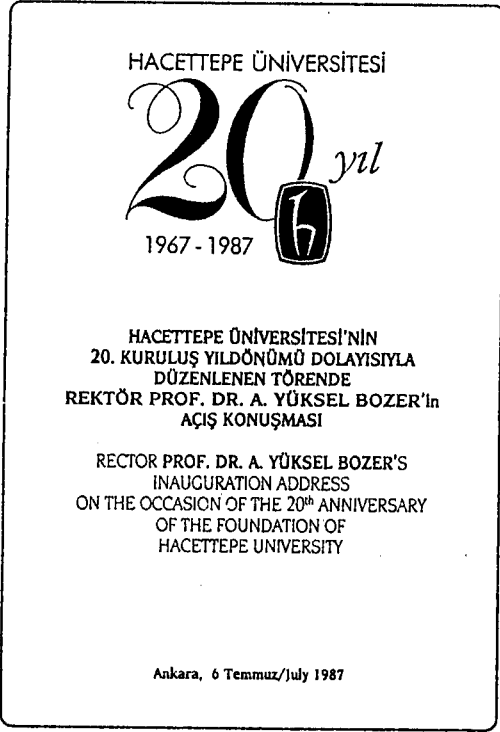 HACETTEPE ÜNİVERSİTESİ
20 yıl
1967 - 1987
HACETTEPE ÜNİVERSİTESİ'NİN
20. KURULUŞ YILDÖNÜMÜ DOLAYISIYLA
DÜZENLENEN TÖRENDE
REKTÖR PROF. DR. A. YÜKSEL BOZER'in
AÇIŞ KONUŞMASI
RECTOR PROF. DR. A. YÜKSEL BOZER'S
INAUGURATION ADDRESS
ON THE OCCASION OF THE 20th ANNIVERSARY
OF THE FOUNDATION OF
HACETTEPE UNIVERSITY
Ankara, 6 Temmuz/July 1987